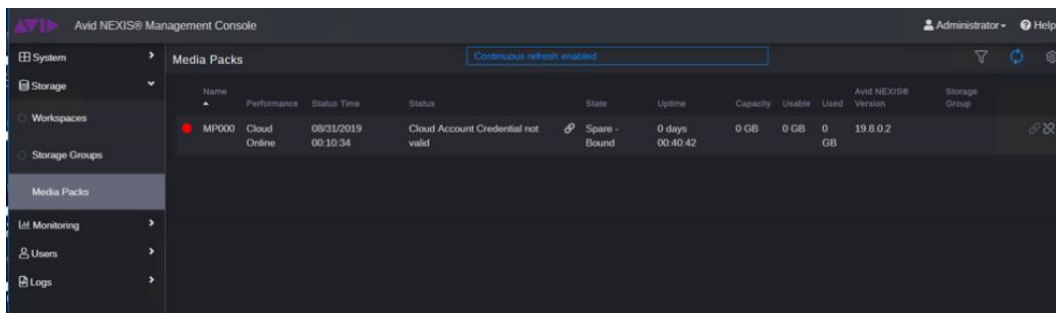 AVID Avid NEXIS® Management Console Administrator Help
System
Storage
Workspaces
Storage Groups
Media Packs
Monitoring
Users
Logs
Media Packs Continuous refresh enabled
Name Performance Status Time Status State Uptime Capacity Usable Used Avid NEXIS® Version Storage Group
MP000 Cloud Online 08/31/2019 00:10:34 Cloud Account Credential not valid Spare - Bound 0 days 00:40:42 0 GB 0 GB 0 GB 19.8.0.2